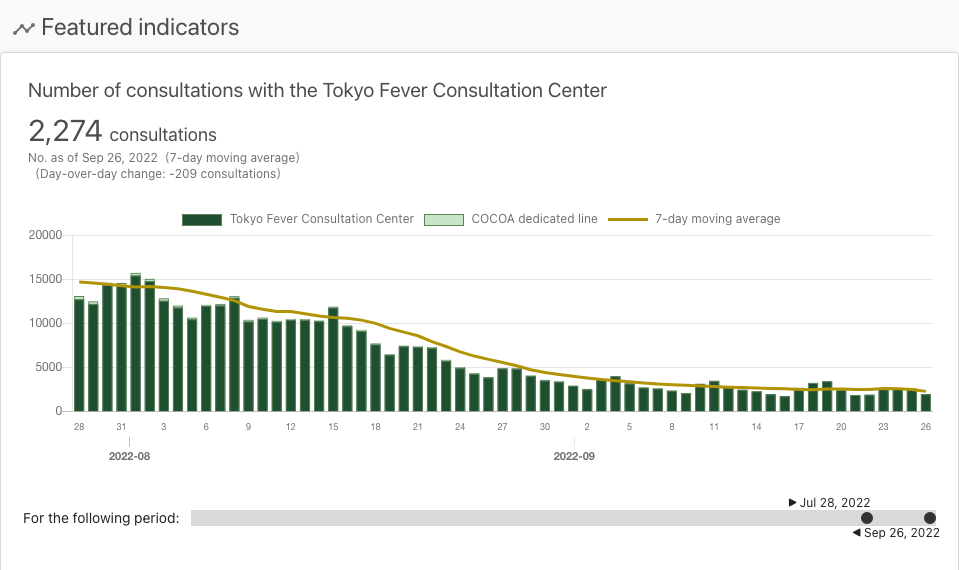 Featured indicators
Number of consultations with the Tokyo Fever Consultation Center
2,274 consultations
No. as of Sep 26, 2022 (7-day moving average)
(Day-over-day change: -209 consultations)
Tokyo Fever Consultation Center COCOA dedicated line 7-day moving average
20000
15000
10000
5000
0
28 31 3 6 9 12 15 18 21 24 27 30 2 5 8 11 14 17 20 23 26
2022-08 2022-09
Jul 28, 2022
For the following period:
Sep 26, 2022